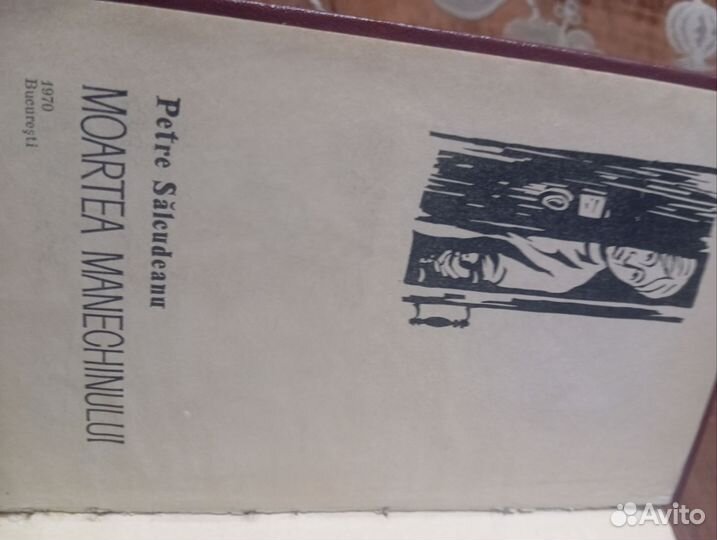 Petre Sălcudeanu
MOARTEA MANECHINULUI
1970
București
Avito